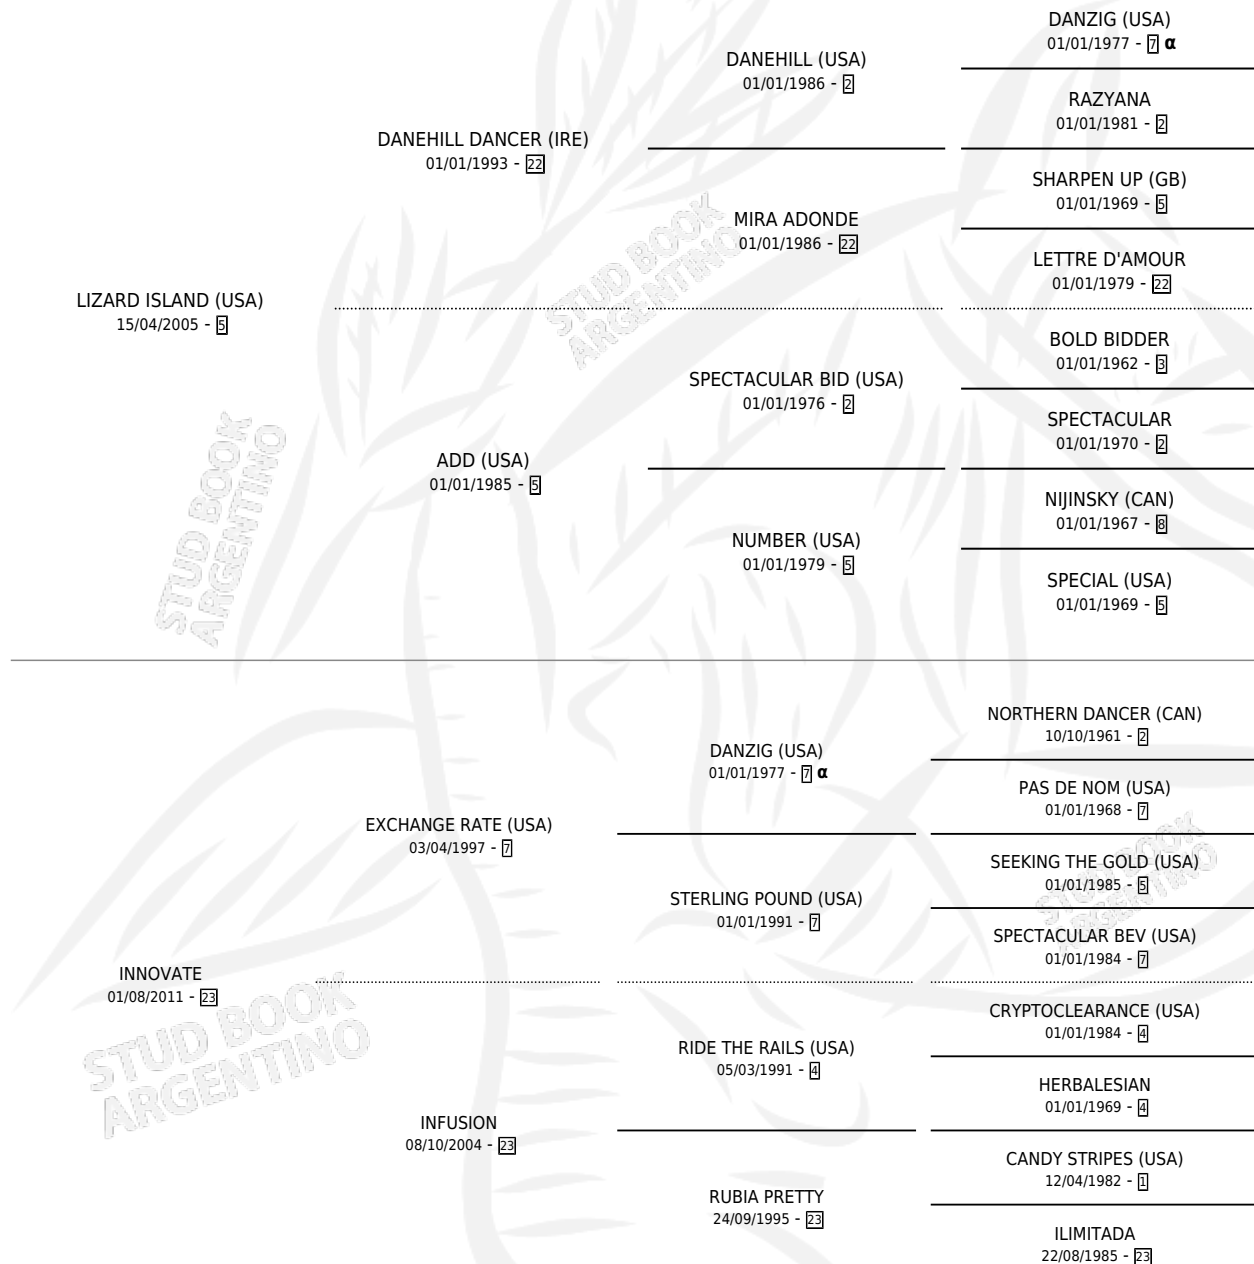 DANZIG (USA)
01/01/1977 - 7 α
DANEHILL (USA)
01/01/1986 - 2
RAZYANA
01/01/1981 - 2
DANEHILL DANCER (IRE)
01/01/1993 - 22
SHARPEN UP (GB)
01/01/1969 - 5
MIRA ADONDE
01/01/1986 - 22
LETTRE D'AMOUR
01/01/1979 - 22
LIZARD ISLAND (USA)
15/04/2005 - 5
BOLD BIDDER
01/01/1962 - 3
SPECTACULAR BID (USA)
01/01/1976 - 2
SPECTACULAR
01/01/1970 - 2
ADD (USA)
01/01/1985 - 5
NIJINSKY (CAN)
01/01/1967 - 8
NUMBER (USA)
01/01/1979 - 5
SPECIAL (USA)
01/01/1969 - 5
STUD BOOK
ARGENTINO
STUD BOOK
ARGENTINO
NORTHERN DANCER (CAN)
10/10/1961 - 2
DANZIG (USA)
01/01/1977 - 7 α
PAS DE NOM (USA)
01/01/1968 - 7
EXCHANGE RATE (USA)
03/04/1997 - 7
SEEKING THE GOLD (USA)
01/01/1985 - 5
STERLING POUND (USA)
01/01/1991 - 7
SPECTACULAR BEV (USA)
01/01/1984 - 7
STUD BOOK
ARGENTINO
INNOVATE
01/08/2011 - 23
CRYPTOCLEARANCE (USA)
01/01/1984 - 4
RIDE THE RAILS (USA)
05/03/1991 - 4
HERBALESIAN
01/01/1969 - 4
STUD BOOK
ARGENTINO
INFUSION
08/10/2004 - 23
CANDY STRIPES (USA)
12/04/1982 - 1
RUBIA PRETTY
24/09/1995 - 23
ILIMITADA
22/08/1985 - 23